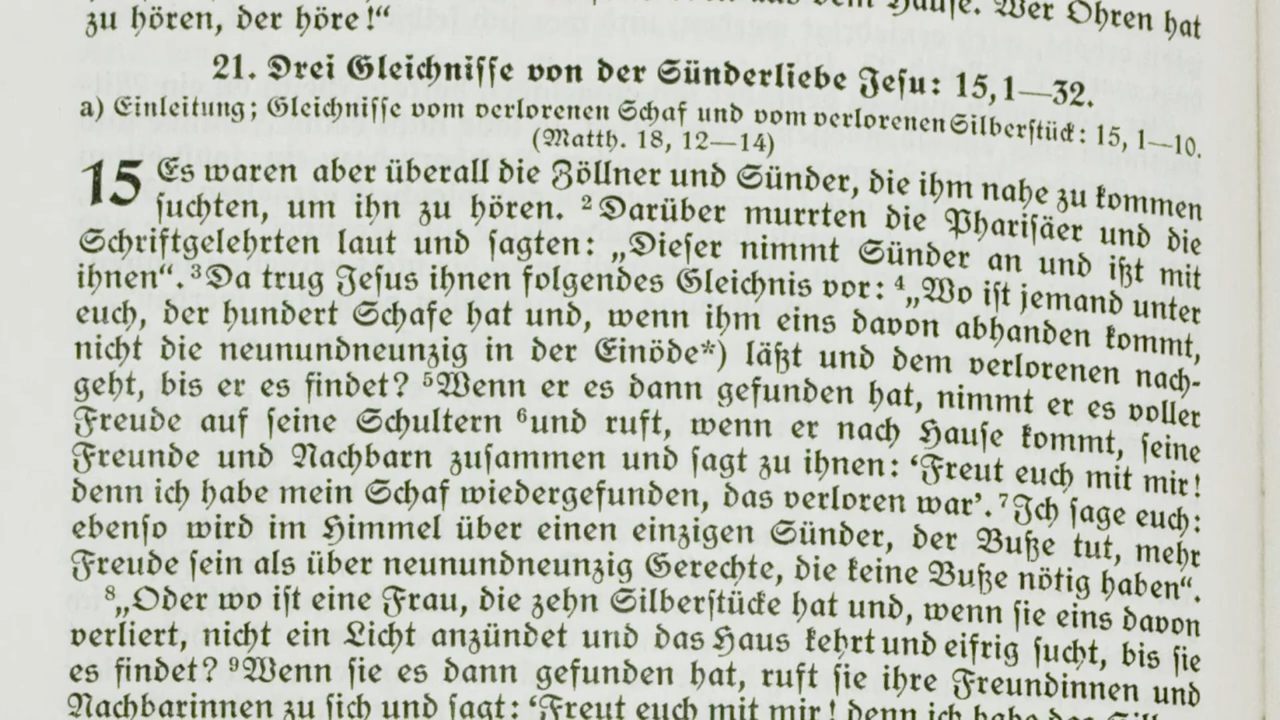 dem Hause. Wer Ohren hat
zu hören, der höre!“
21. Drei Gleichnisse von der Sünderliebe Jesu: 15,1—32.
a) Einleitung; Gleichnisse vom verlorenen Schaf und vom verlorenen Silberstück: 15, 1—10.
(Matth. 18, 12—14)
15 Es waren aber überall die Zöllner und Sünder, die ihm nahe zu kommen
suchten, um ihn zu hören. ²Darüber murrten die Pharisäer und die
Schriftgelehrten laut und sagten: „Dieser nimmt Sünder an und ißt mit
ihnen“. ³Da trug Jesus ihnen folgendes Gleichnis vor: ⁴„Wo ist jemand unter
euch, der hundert Schafe hat und, wenn ihm eins davon abhanden kommt,
nicht die neunundneunzig in der Einöde*) läßt und dem verlorenen nach-
geht, bis er es findet? ⁵Wenn er es dann gefunden hat, nimmt er es voller
Freude auf seine Schultern ⁶und ruft, wenn er nach Hause kommt, seine
Freunde und Nachbarn zusammen und sagt zu ihnen: ‘Freut euch mit mir!
denn ich habe mein Schaf wiedergefunden, das verloren war’. ⁷Ich sage euch:
ebenso wird im Himmel über einen einzigen Sünder, der Buße tut, mehr
Freude sein als über neunundneunzig Gerechte, die keine Buße nötig haben“.
⁸„Oder wo ist eine Frau, die zehn Silberstücke hat und, wenn sie eins davon
verliert, nicht ein Licht anzündet und das Haus kehrt und eifrig sucht, bis sie
es findet? ⁹Wenn sie es dann gefunden hat, ruft sie ihre Freundinnen und
Nachbarinnen zu sich und sagt: ‘Freut euch mit mir! denn ich habe das